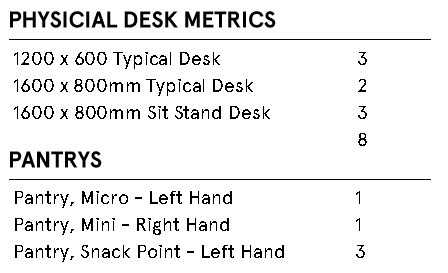 PHYSICIAL DESK METRICS
1200 x 600 Typical Desk 3
1600 x 800mm Typical Desk 2
1600 x 800mm Sit Stand Desk 3
8
PANTRYS
Pantry, Micro - Left Hand 1
Pantry, Mini - Right Hand 1
Pantry, Snack Point - Left Hand 3